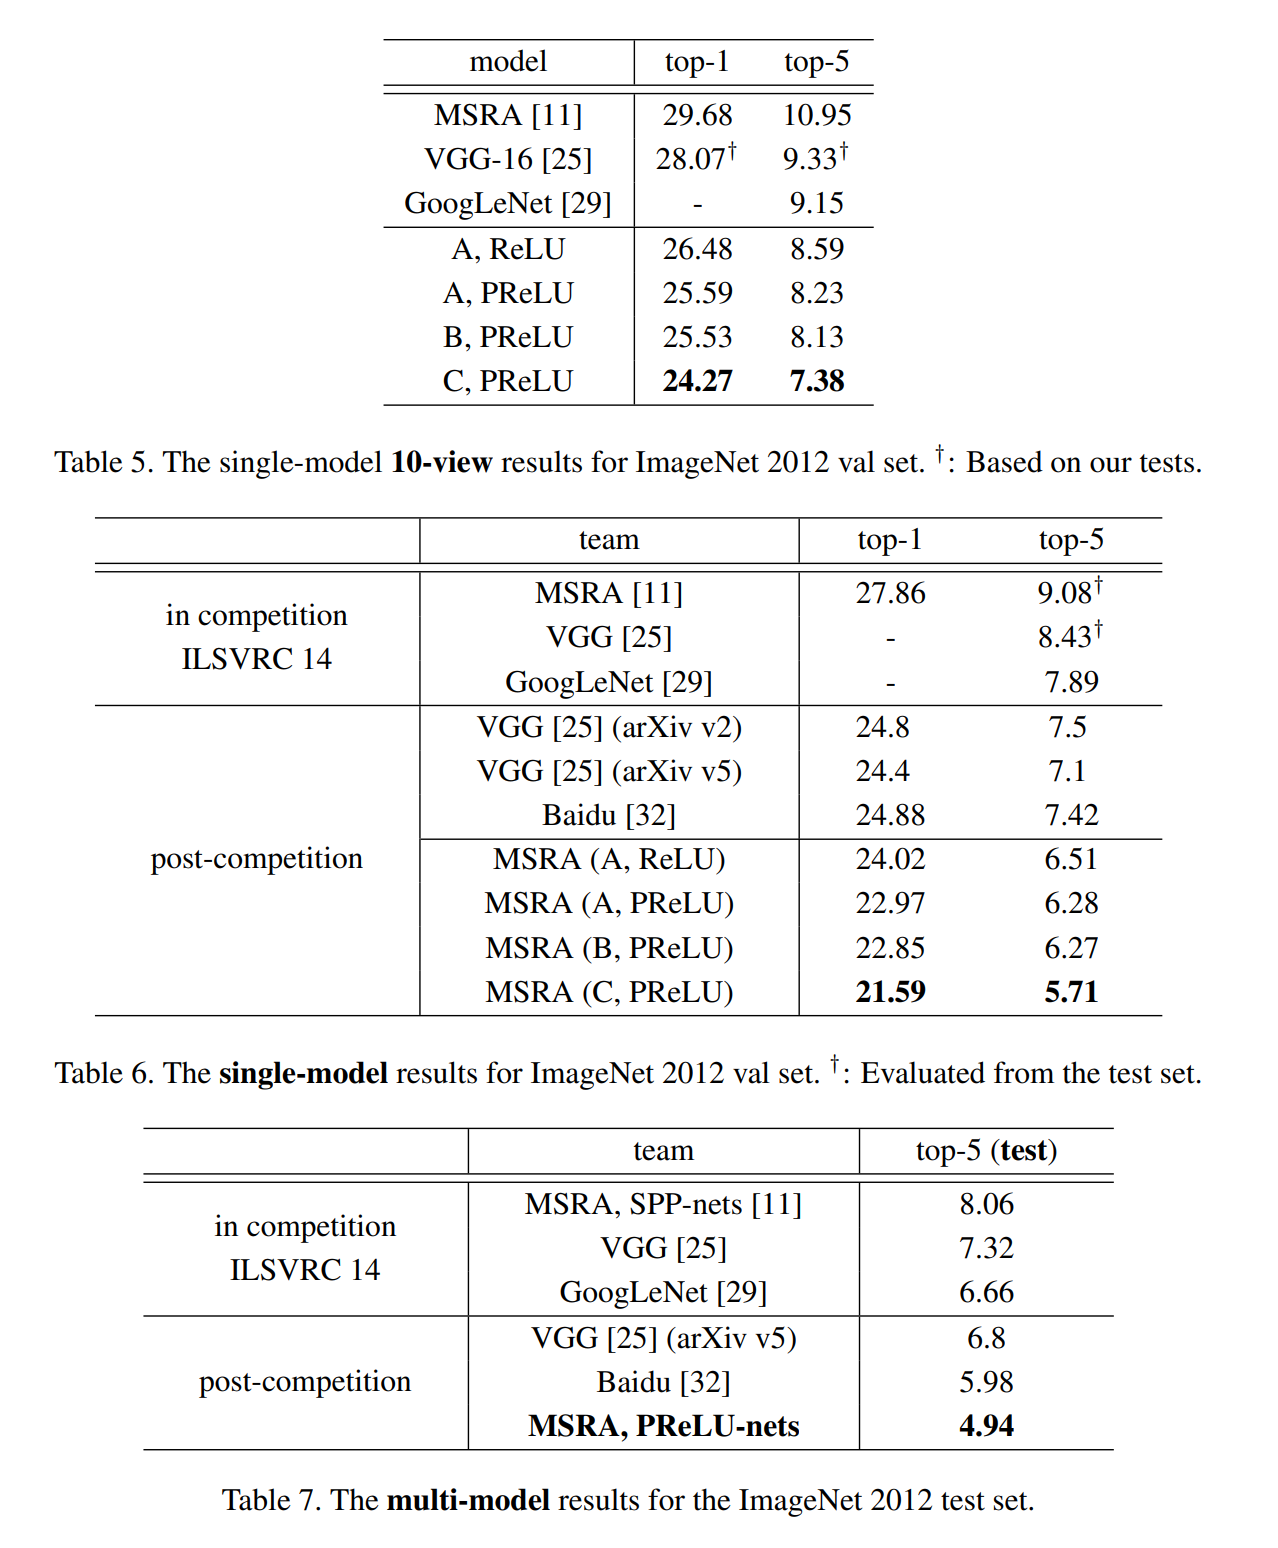 model top-1 top-5
MSRA [11] 29.68 10.95
VGG-16 [25] 28.07† 9.33†
GoogLeNet [29] - 9.15
A, ReLU 26.48 8.59
A, PReLU 25.59 8.23
B, PReLU 25.53 8.13
C, PReLU 24.27 7.38
Table 5. The single-model 10-view results for ImageNet 2012 val set. †: Based on our tests.
team top-1 top-5
in competition
ILSVRC 14
MSRA [11] 27.86 9.08†
VGG [25] - 8.43†
GoogLeNet [29] - 7.89
post-competition
VGG [25] (arXiv v2) 24.8 7.5
VGG [25] (arXiv v5) 24.4 7.1
Baidu [32] 24.88 7.42
MSRA (A, ReLU) 24.02 6.51
MSRA (A, PReLU) 22.97 6.28
MSRA (B, PReLU) 22.85 6.27
MSRA (C, PReLU) 21.59 5.71
Table 6. The single-model results for ImageNet 2012 val set. †: Evaluated from the test set.
team top-5 (test)
in competition
ILSVRC 14
MSRA, SPP-nets [11] 8.06
VGG [25] 7.32
GoogLeNet [29] 6.66
post-competition
VGG [25] (arXiv v5) 6.8
Baidu [32] 5.98
MSRA, PReLU-nets 4.94
Table 7. The multi-model results for the ImageNet 2012 test set.